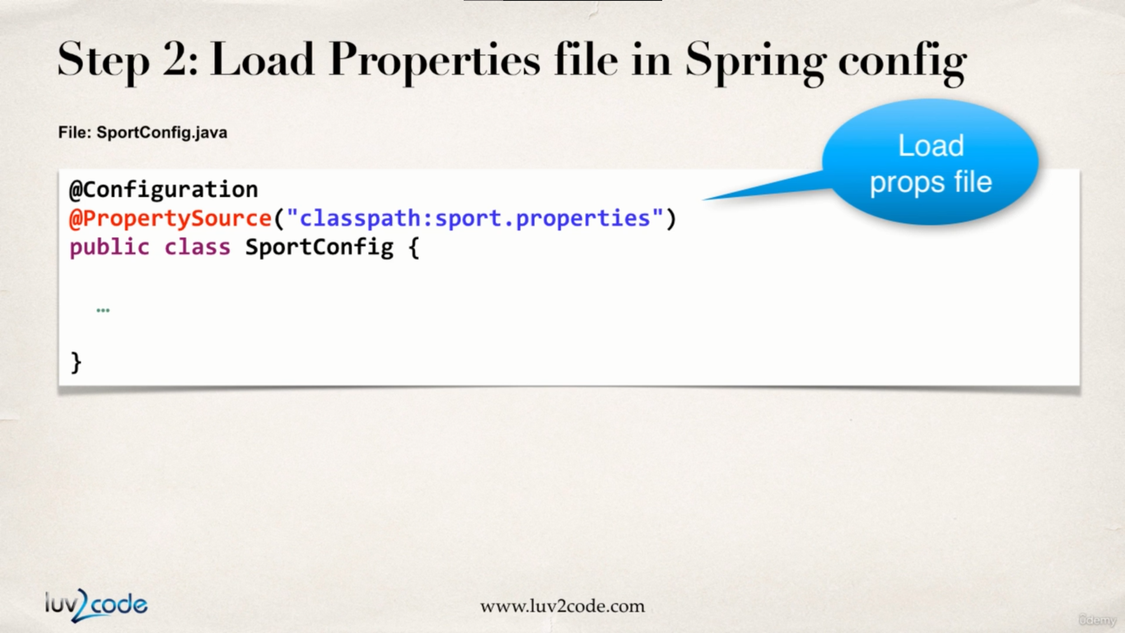 Step 2: Load Properties file in Spring config
File: SportConfig.java
Load
props file
@Configuration
@PropertySource("classpath:sport.properties")
public class SportConfig {
…
}
luv2code
www.luv2code.com
ûdemy